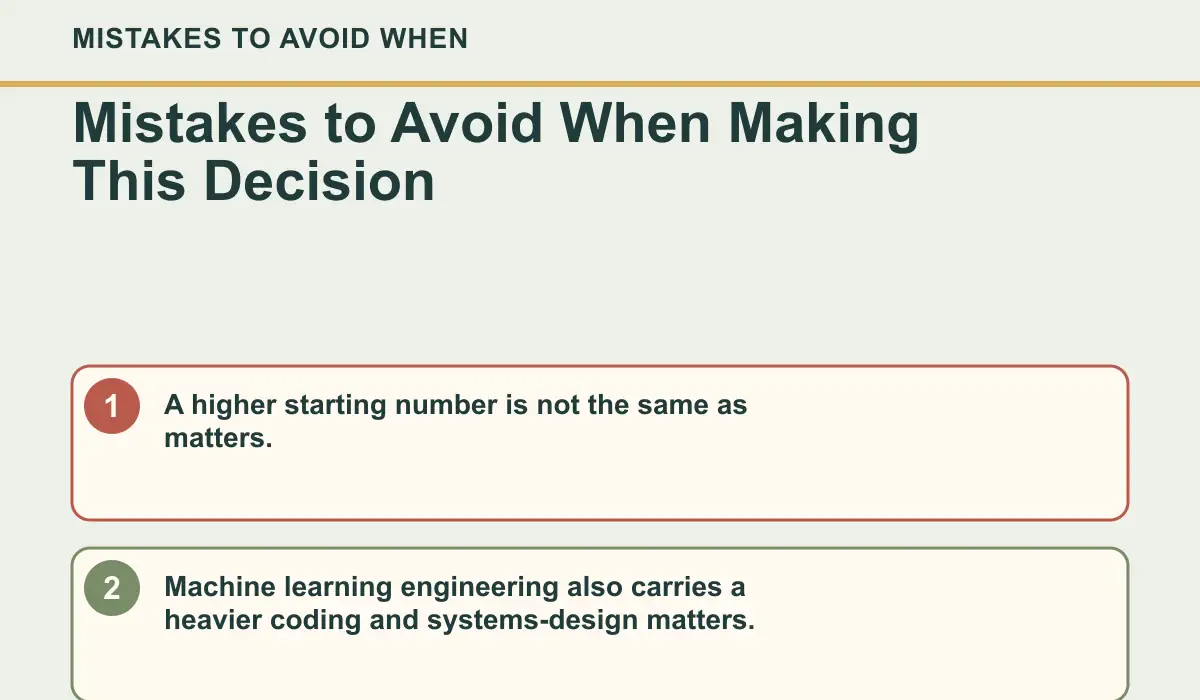 MISTAKES TO AVOID WHEN
Mistakes to Avoid When Making
This Decision
1
A higher starting number is not the same as
matters.
2
Machine learning engineering also carries a
heavier coding and systems-design matters.